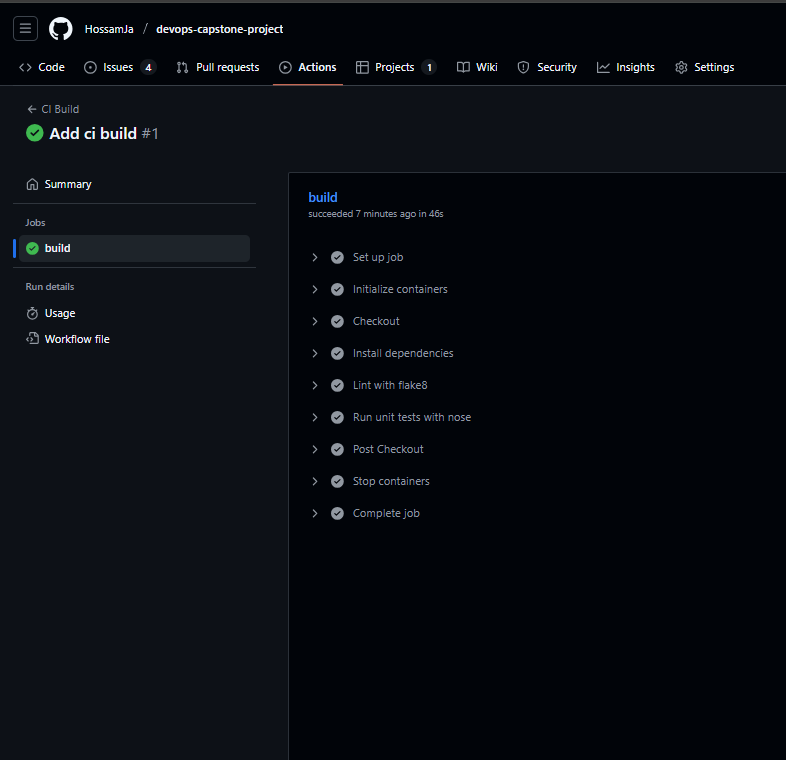 HossamJa / devops-capstone-project
Code Issues 4 Pull requests Actions Projects 1 Wiki Security Insights Settings
CI Build
Add ci build #1
Summary
Jobs
build
Run details
Usage
Workflow file
build
succeeded 7 minutes ago in 46s
Set up job
Initialize containers
Checkout
Install dependencies
Lint with flake8
Run unit tests with nose
Post Checkout
Stop containers
Complete job